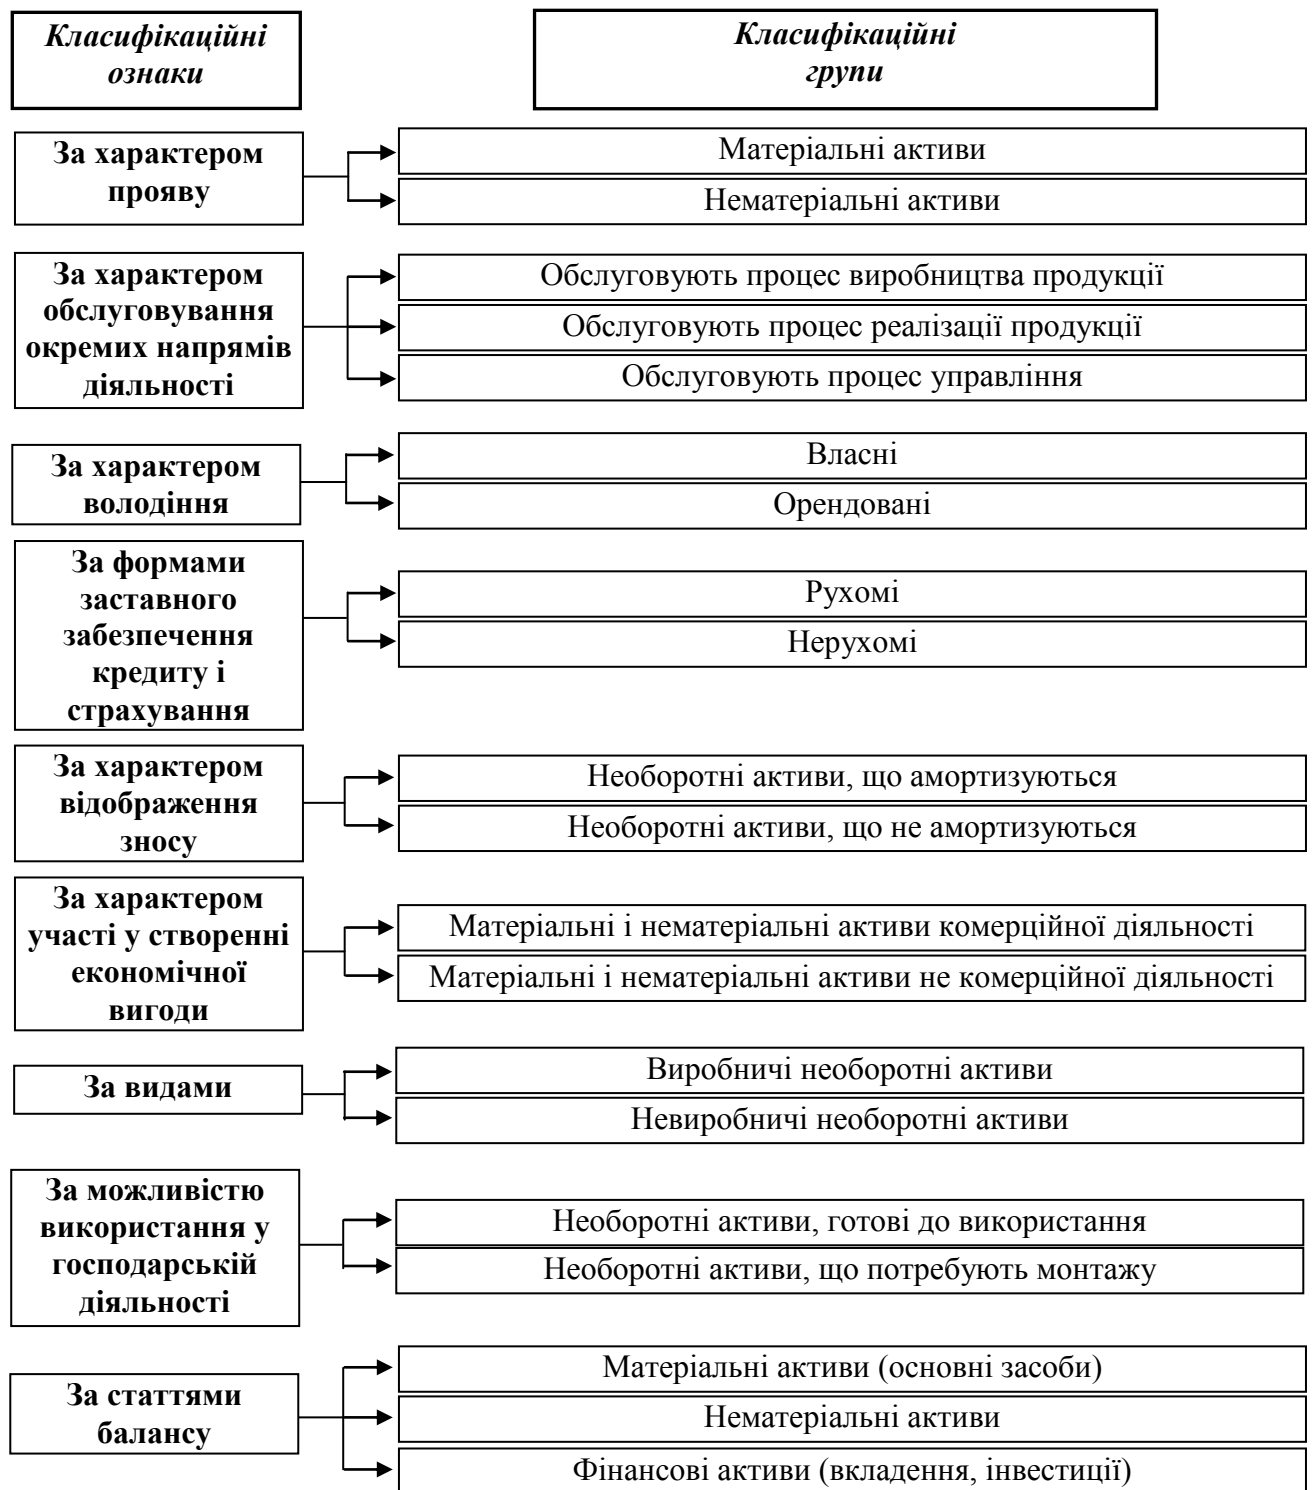 Класифікаційні
ознаки
Класифікаційні
групи
За характером
прояву
Матеріальні активи
Нематеріальні активи
За характером
обслуговування
окремих напрямів
діяльності
Обслуговують процес виробництва продукції
Обслуговують процес реалізації продукції
Обслуговують процес управління
За характером
володіння
Власні
Орендовані
За формами
заставного
забезпечення
кредиту і
страхування
Рухомі
Нерухомі
За характером
відображення
зносу
Необоротні активи, що амортизуються
Необоротні активи, що не амортизуються
За характером
участі у створенні
економічної
вигоди
Матеріальні і нематеріальні активи комерційної діяльності
Матеріальні і нематеріальні активи не комерційної діяльності
За видами
Виробничі необоротні активи
Невиробничі необоротні активи
За можливістю
використання у
господарській
діяльності
Необоротні активи, готові до використання
Необоротні активи, що потребують монтажу
За статтями
балансу
Матеріальні активи (основні засоби)
Нематеріальні активи
Фінансові активи (вкладення, інвестиції)